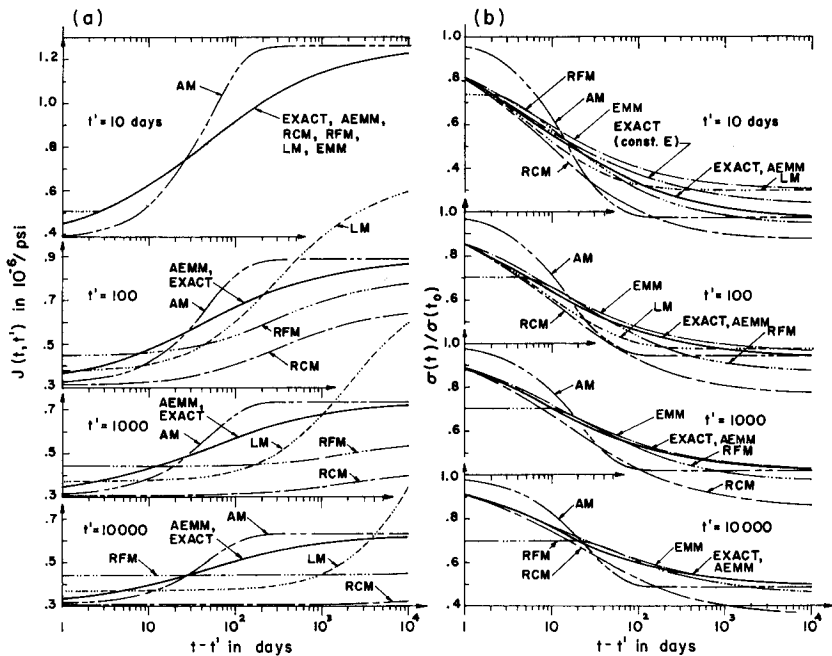 (a)
(b)
1.2
1.0
.8
.6
.4
AM
t'= 10 days
EXACT, AEMM,
RCM, RFM,
LM, EMM
LM
.9
.7
.5
.3
AEMM,
EXACT
AM
t'=100
RFM
RCM
.7
.5
.3
AEMM,
EXACT
AM
t'=1000
LM
RFM
RCM
.7
.5
.3
t'=10000
RFM
AEMM,
EXACT
AM
LM
RCM
1 10 10² 10³ 10⁴
t-t' in days
J(t,t') in 10⁻⁶/psi
1.0
.8
.6
.4
RFM
AM
EMM
EXACT
(const. E)
t'= 10 days
RCM
EXACT, AEMM
LM
1.0
.8
.6
AM
t'=100
EMM
LM
RCM
EXACT, AEMM
RFM
1.0
.8
.6
AM
t'=1000
EMM
EXACT, AEMM
RFM
RCM
1.0
.8
.6
.4
AM
t'=10000
RFM
RCM
EMM
EXACT,
AEMM
1 10 10² 10³ 10⁴
t-t' in days
σ(t)/σ(t₀)